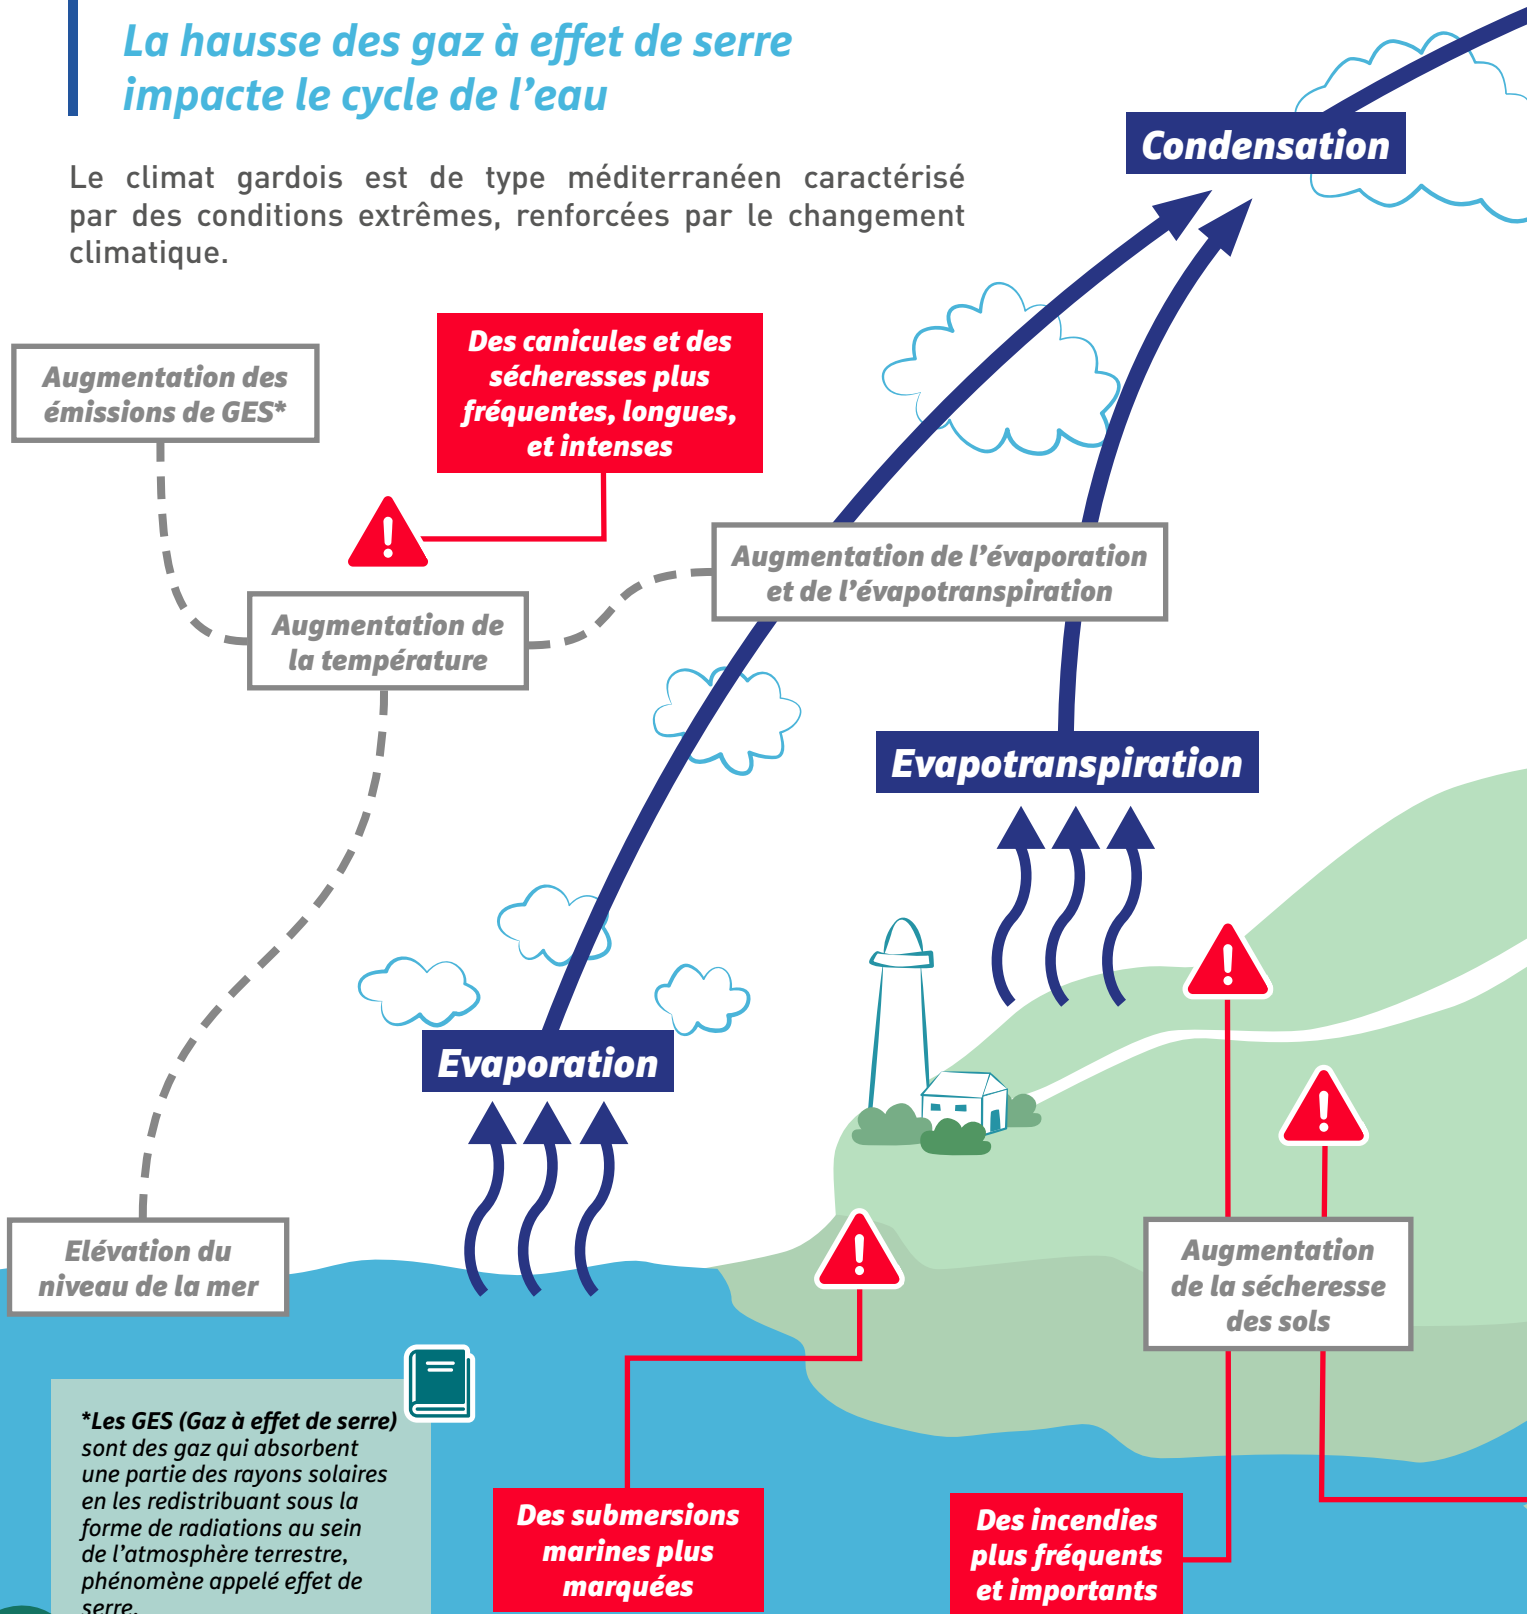 La hausse des gaz à effet de serre
impacte le cycle de l’eau
Le climat gardois est de type méditerranéen caractérisé
par des conditions extrêmes, renforcées par le changement
climatique.
Condensation
Des canicules et des
sécheresses plus
fréquentes, longues,
et intenses
Augmentation des
émissions de GES*
Augmentation de l’évaporation
et de l’évapotranspiration
Augmentation de
la température
Evapotranspiration
Evaporation
Elévation du
niveau de la mer
Augmentation
de la sécheresse
des sols
*Les GES (Gaz à effet de serre)
sont des gaz qui absorbent
une partie des rayons solaires
en les redistribuant sous la
forme de radiations au sein
de l’atmosphère terrestre,
phénomène appelé effet de
serre.
Des submersions
marines plus
marquées
Des incendies
plus fréquents
et importants